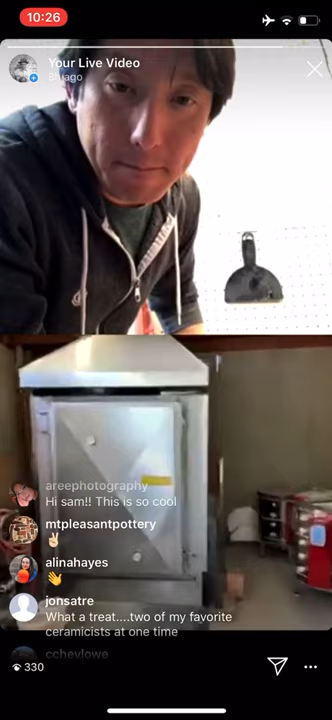 10:26
Your Live Video
8h ago
areephotography
Hi sam!! This is so cool
mtpleasantpottery
✌🏻
alinahayes
👋
jonsatre
What a treat....two of my favorite
ceramicists at one time
cchevlowe
330